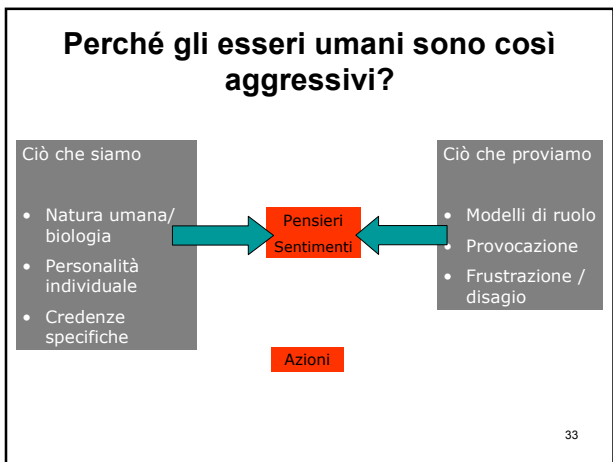 Perché gli esseri umani sono così
aggressivi?
Ciò che siamo
• Natura umana/
biologia
• Personalità
individuale
• Credenze
specifiche
Pensieri
Sentimenti
Ciò che proviamo
• Modelli di ruolo
• Provocazione
• Frustrazione /
disagio
Azioni
33